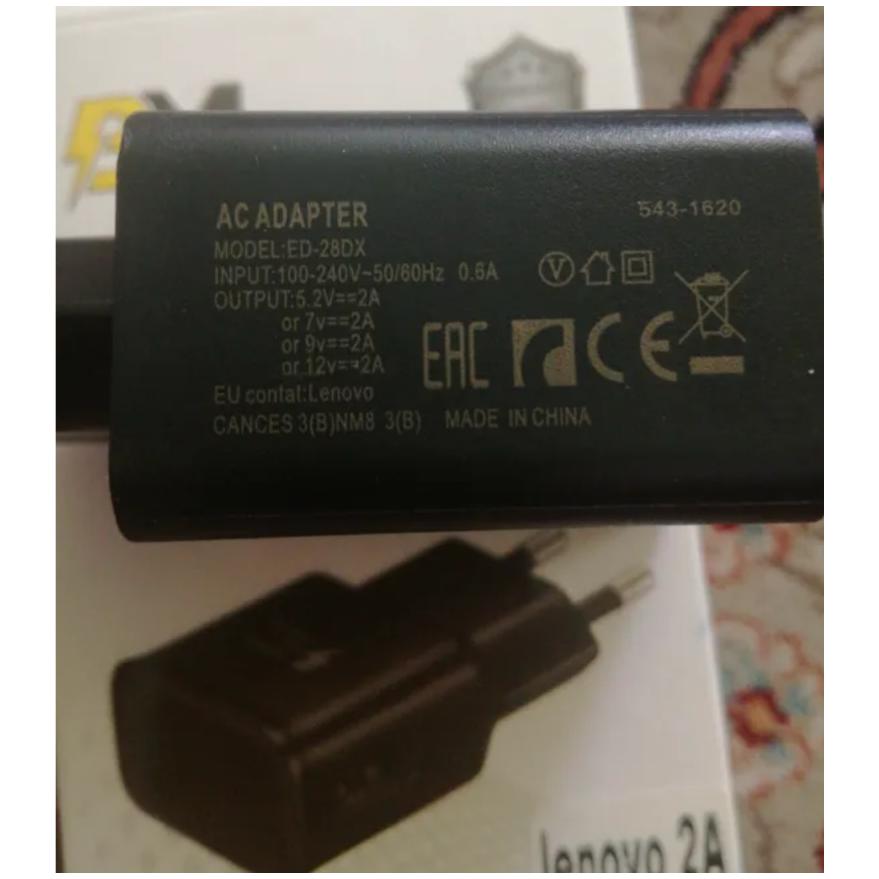 AC ADAPTER
543-1620
MODEL:ED-28DX
INPUT:100-240V~50/60Hz 0.6A
OUTPUT:5.2V==2A
or 7v==2A
or 9v==2A
or 12v==2A
EU contat:Lenovo
CANCES 3(B)NM8 3(B) MADE IN CHINA
V
EAC
CE
lenovo 2A